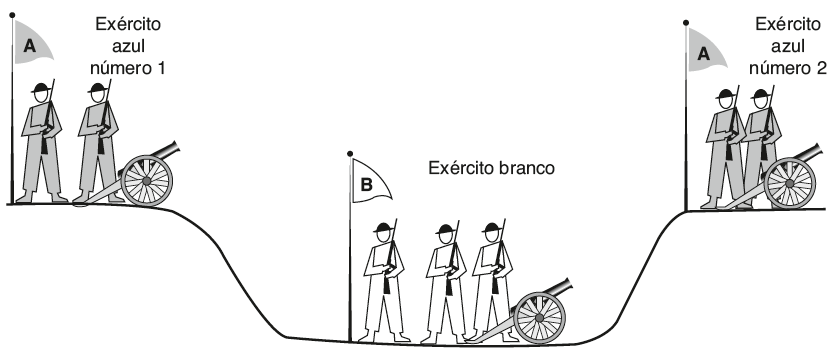 A
Exército
azul
número 1
A
Exército
azul
número 2
B
Exército branco